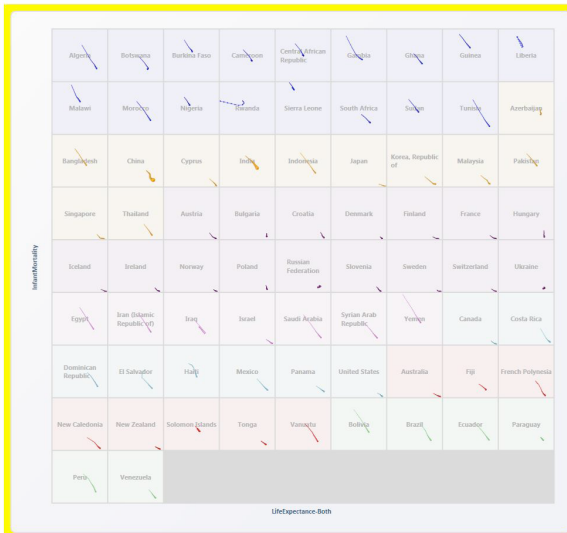 Algeria
Botswana
Burkina Faso
Cameroon
Central African
Republic
Gambia
Ghana
Guinea
Liberia
Malawi
Morocco
Nigeria
Rwanda
Sierra Leone
South Africa
Sudan
Tunisia
Azerbaijan
Bangladesh
China
Cyprus
India
Indonesia
Japan
Korea, Republic
of
Malaysia
Pakistan
Singapore
Thailand
Austria
Bulgaria
Croatia
Denmark
Finland
France
Hungary
InfantMortality
Iceland
Ireland
Norway
Poland
Russian
Federation
Slovenia
Sweden
Switzerland
Ukraine
Egypt
Iran (Islamic
Republic of)
Iraq
Israel
Saudi Arabia
Syrian Arab
Republic
Yemen
Canada
Costa Rica
Dominican
Republic
El Salvador
Haiti
Mexico
Panama
United States
Australia
Fiji
French Polynesia
New Caledonia
New Zealand
Solomon Islands
Tonga
Vanuatu
Bolivia
Brazil
Ecuador
Paraguay
Peru
Venezuela
LifeExpectance-Both